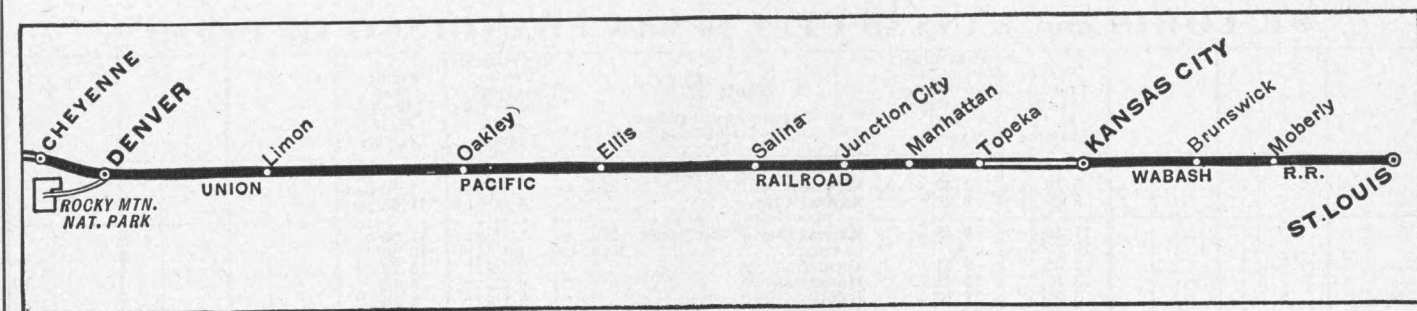 CHEYENNE
DENVER
Limon
Oakley
Ellis
Salina
Junction City
Manhattan
Topeka
KANSAS CITY
Brunswick
Moberly
ST. LOUIS
UNION PACIFIC RAILROAD
WABASH R.R.
ROCKY MTN.
NAT. PARK